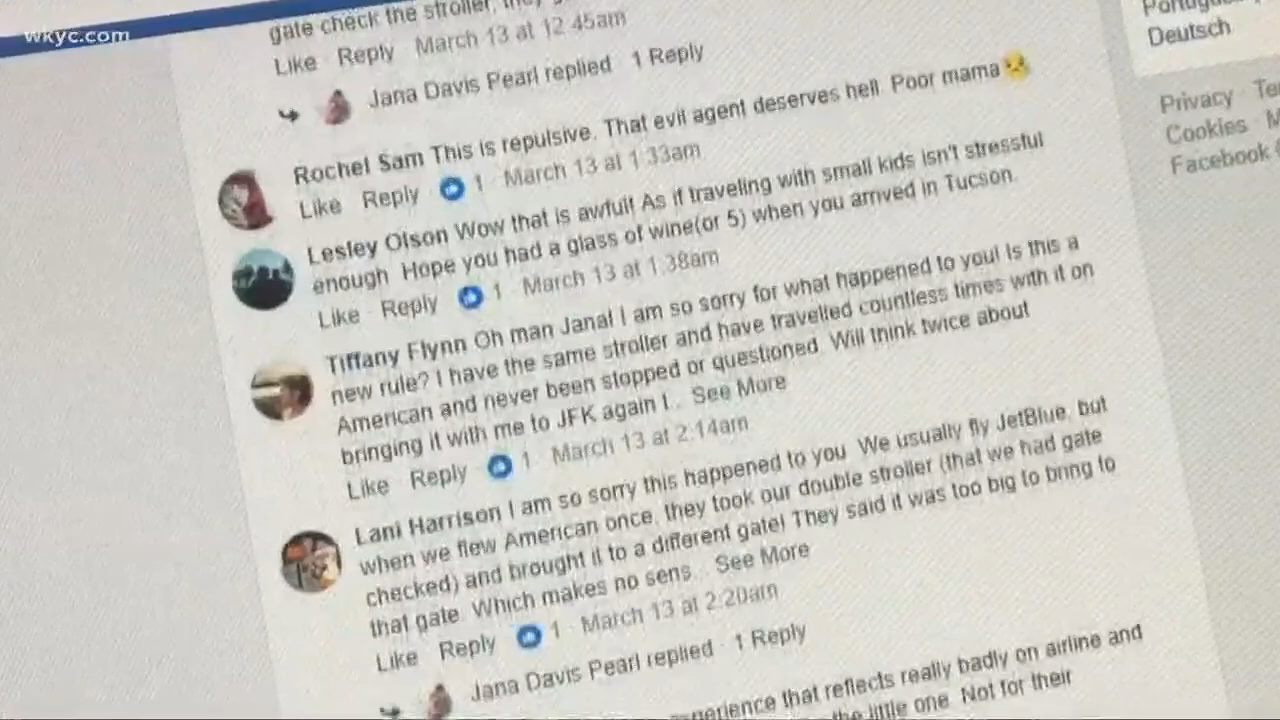 wkyc.com
gate check the stroller, they
Like Reply March 13 at 12:45am
Jana Davis Pearl replied · 1 Reply
Rochel Sam This is repulsive. That evil agent deserves hell. Poor mama
Like Reply 1 March 13 at 1:33am
Lesley Olson Wow that is awful! As if traveling with small kids isn't stressful
enough. Hope you had a glass of wine(or 5) when you arrived in Tucson.
Like Reply 1 March 13 at 1:38am
Tiffany Flynn Oh man Jana! I am so sorry for what happened to you! Is this a
new rule? I have the same stroller and have travelled countless times with it on
American and never been stopped or questioned. Will think twice about
bringing it with me to JFK again I... See More
Like Reply 1 March 13 at 2:14am
Lani Harrison I am so sorry this happened to you. We usually fly JetBlue, but
when we flew American once, they took our double stroller (that we had gate
checked) and brought it to a different gate! They said it was too big to bring to
that gate. Which makes no sens... See More
Like Reply 1 March 13 at 2:20am
Jana Davis Pearl replied · 1 Reply
that reflects really badly on airline and
the little one. Not for their
Deutsch
Privacy
Cookies
Facebook